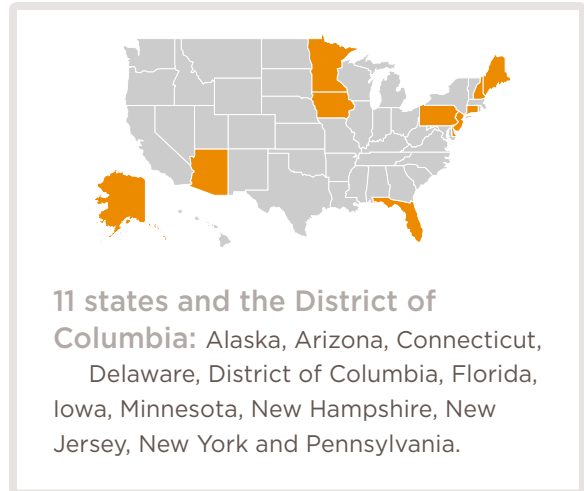 11 states and the District of
Columbia: Alaska, Arizona, Connecticut,
Delaware, District of Columbia, Florida,
Iowa, Minnesota, New Hampshire, New
Jersey, New York and Pennsylvania.